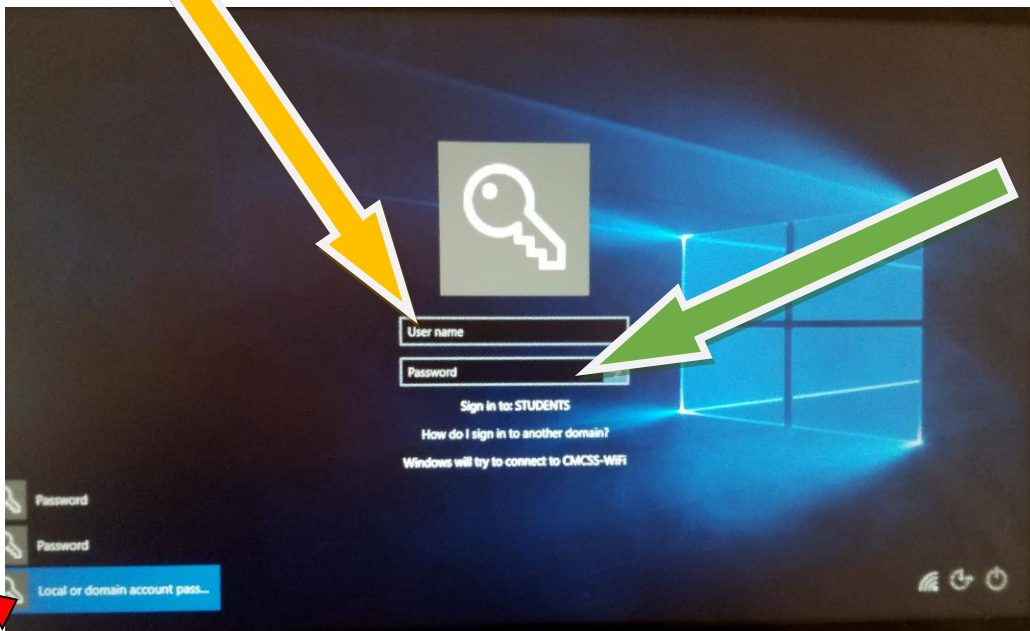 User name
Password
Sign in to: STUDENTS
How do I sign in to another domain?
Windows will try to connect to CMCSS-WiFi
Password
Password
Local or domain account pass...